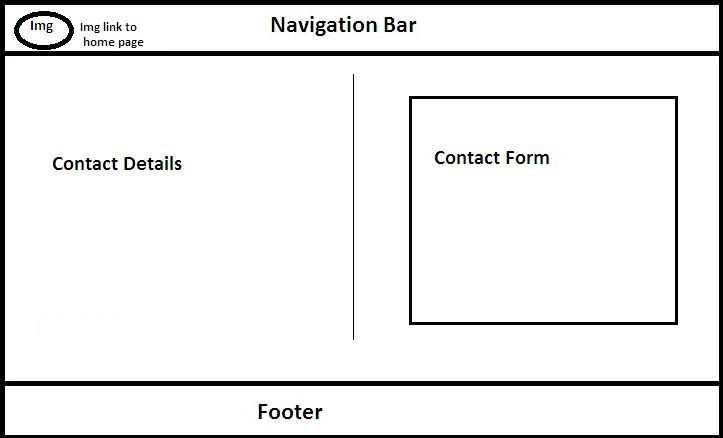 Img
Img link to
home page
Navigation Bar
Contact Details
Contact Form
Footer